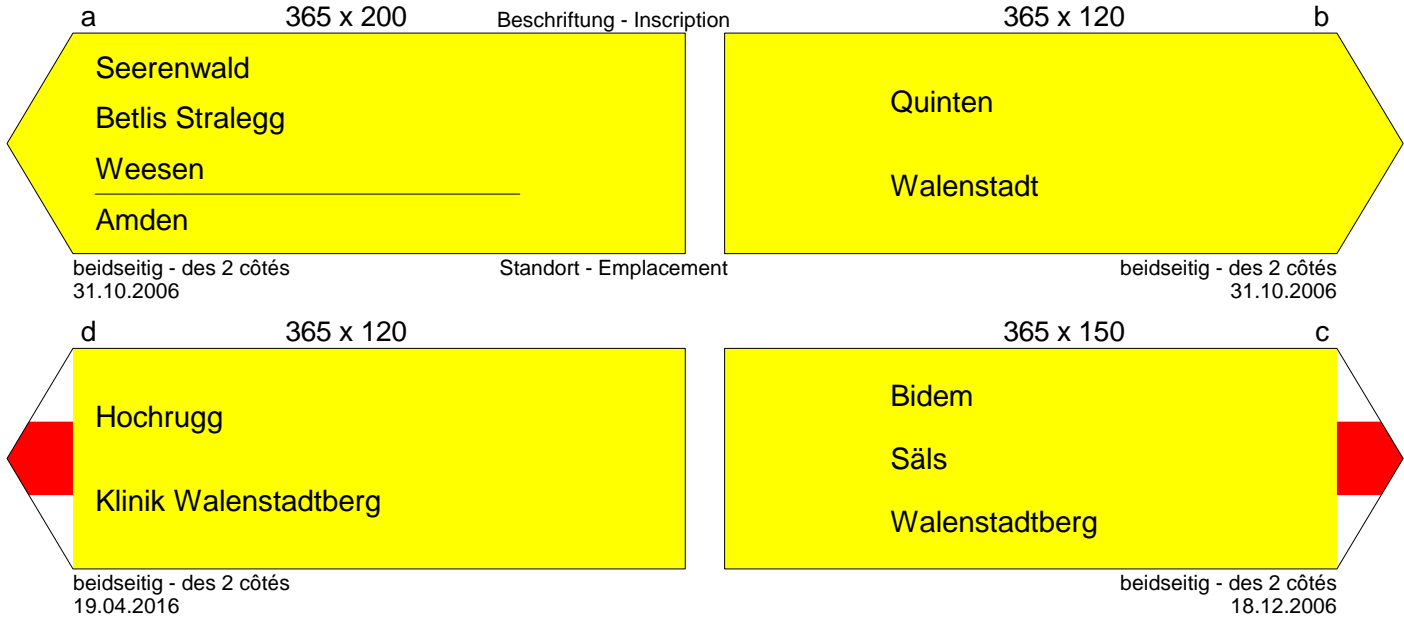 a 365 x 200 Beschriftung - Inscription 365 x 120 b
Seerenwald
Betlis Stralegg
Weesen
Amden
Quinten
Walenstadt
beidseitig - des 2 côtés
31.10.2006
Standort - Emplacement
beidseitig - des 2 côtés
31.10.2006
d 365 x 120 365 x 150 c
Hochrugg
Klinik Walenstadtberg
Bidem
Säls
Walenstadtberg
beidseitig - des 2 côtés
19.04.2016
beidseitig - des 2 côtés
18.12.2006